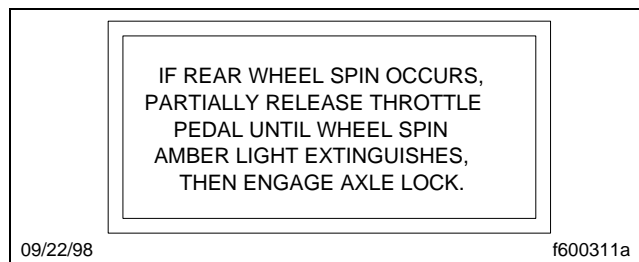 IF REAR WHEEL SPIN OCCURS,
PARTIALLY RELEASE THROTTLE
PEDAL UNTIL WHEEL SPIN
AMBER LIGHT EXTINGUISHES,
THEN ENGAGE AXLE LOCK.
09/22/98 f600311a